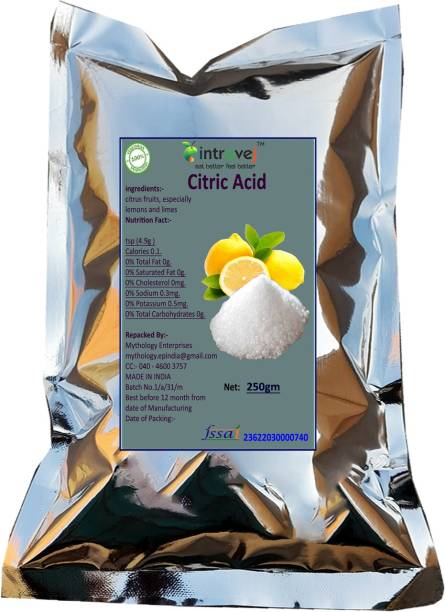 introvej™
eat better feel better
Citric Acid
100%
ingredients:-
citrus fruits, especially
lemons and limes
Nutrition Fact:-
tsp (4.5g )
Calories 0.1.
0% Total Fat 0g.
0% Saturated Fat 0g.
0% Cholesterol 0mg.
0% Sodium 0.3mg.
0% Potassium 0.5mg.
0% Total Carbohydrates 0g.
Repacked By:-
Mythology Enterprises
mythology.epindia@gmail.com
CC:- 040 - 4600 3757
MADE IN INDIA
Batch No.1/a/31/m
Best before 12 month from
date of Manufacturing
Date of Packing:-
Net: 250gm
fssai 23622030000740